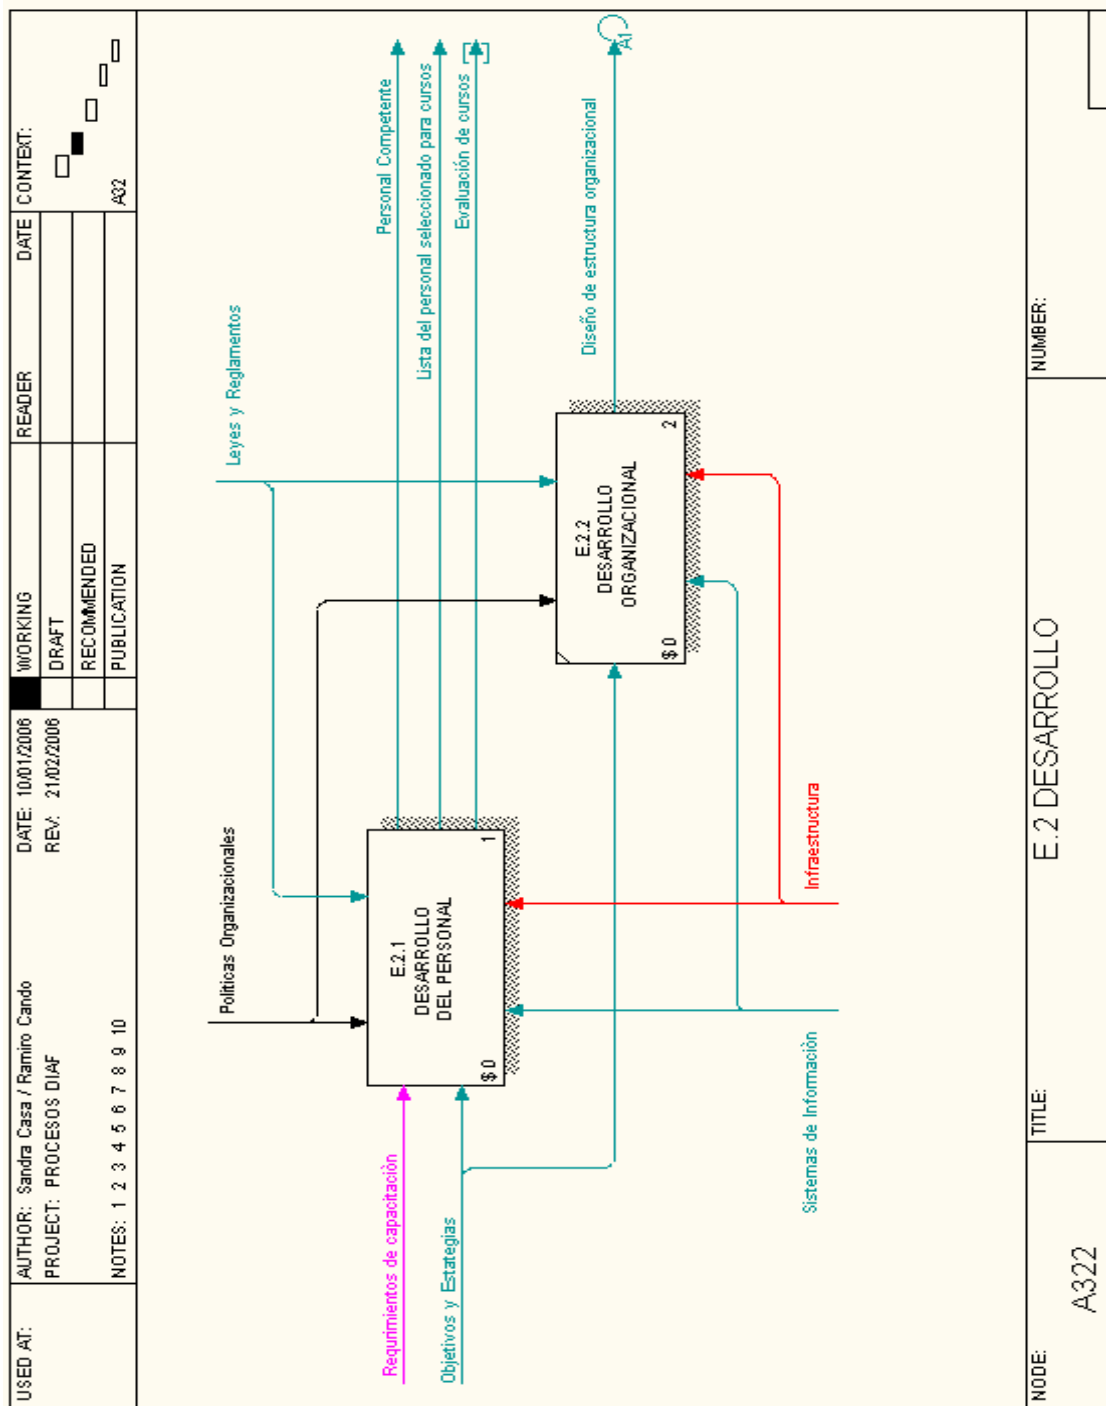 USED AT:
AUTHOR: Sandra Casa / Ramiro Cando
PROJECT: PROCESOS DIAF
NOTES: 1 2 3 4 5 6 7 8 9 10
DATE: 10/01/2006
REV: 21/02/2006
WORKING
DRAFT
RECOMMENDED
PUBLICATION
READER
DATE
CONTEXT:
A32
Políticas Organizacionales
Leyes y Reglamentos
Requrimientos de capacitación
Objetivos y Estategias
E.2.1
DESARROLLO
DEL PERSONAL
$ 0
1
Personal Competente
Lista del personal seleccionado para cursos
Evaluación de cursos
E.2.2
DESARROLLO
ORGANIZACIONAL
$ 0
2
Diseño de estructura organizacional
A1
Sistemas de Información
Infraestructura
NODE:
A322
TITLE:
E.2 DESARROLLO
NUMBER: